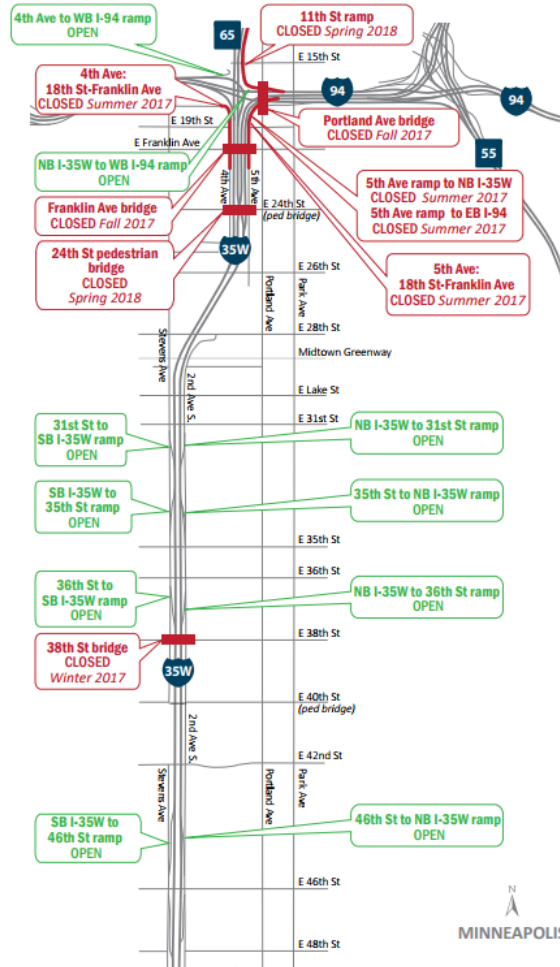 4th Ave to WB I-94 ramp
OPEN
65
11th St ramp
CLOSED Spring 2018
E 15th St
4th Ave:
18th St-Franklin Ave
CLOSED Summer 2017
94
94
E 19th St
Portland Ave bridge
CLOSED Fall 2017
E Franklin Ave
55
NB I-35W to WB I-94 ramp
OPEN
4th Ave
5th Ave
5th Ave ramp to NB I-35W
CLOSED Summer 2017
5th Ave ramp to EB I-94
CLOSED Summer 2017
Franklin Ave bridge
CLOSED Fall 2017
E 24th St
(ped bridge)
24th St pedestrian
bridge
CLOSED
Spring 2018
35W
5th Ave:
18th St-Franklin Ave
CLOSED Summer 2017
E 26th St
Portland Ave
Park Ave
E 28th St
Stevens Ave
Midtown Greenway
2nd Ave S.
E Lake St
E 31st St
31st St to
SB I-35W ramp
OPEN
NB I-35W to 31st St ramp
OPEN
SB I-35W to
35th St ramp
OPEN
35th St to NB I-35W ramp
OPEN
E 35th St
E 36th St
36th St to
SB I-35W ramp
OPEN
NB I-35W to 36th St ramp
OPEN
E 38th St
38th St bridge
CLOSED
Winter 2017
35W
E 40th St
(ped bridge)
2nd Ave S.
E 42nd St
Stevens Ave
Portland Ave
Park Ave
SB I-35W to
46th St ramp
OPEN
46th St to NB I-35W ramp
OPEN
E 46th St
N
MINNEAPOLIS
E 48th St